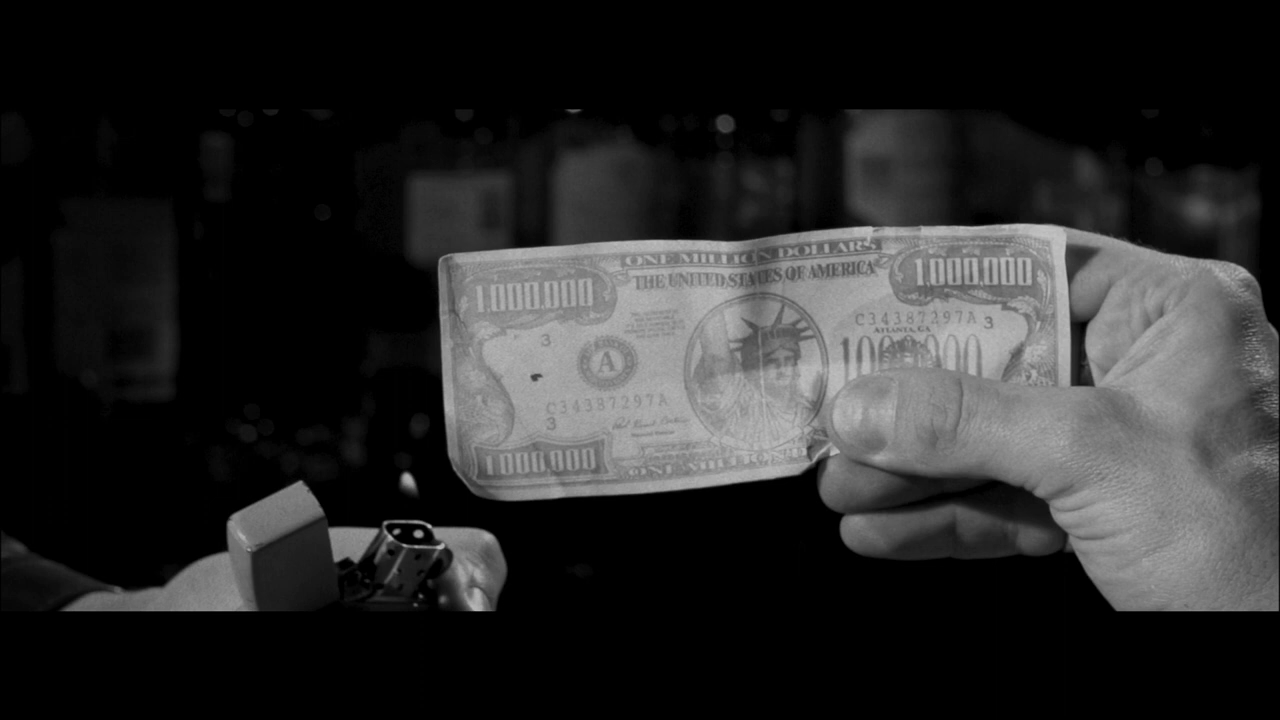 ONE MILLION DOLLARS
THE UNITED STATES OF AMERICA
1,000,000
1,000,000
C34387297A
3
3
ATLANTA, GA.
A
1000000
C34387297A
3
1,000,000
ONE MILLION